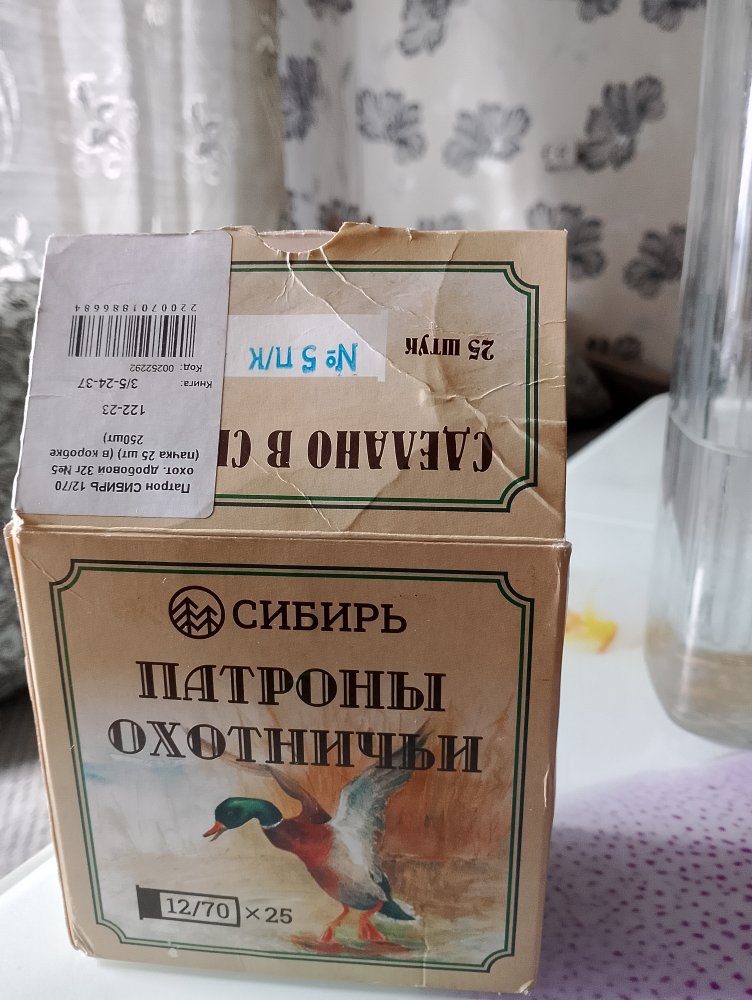 Патрон СИБИРЬ 12/70
охот. дробовой 32г №5
(пачка 25 шт) (в коробке
250шт)
122-23
Книга: 3/5-24-37
Код: 00252292
2200701886684
СДЕЛАНО В
№ 5 П/К
25 ШТУК
СИБИРЬ
ПАТРОНЫ
ОХОТНИЧЬИ
12/70 × 25